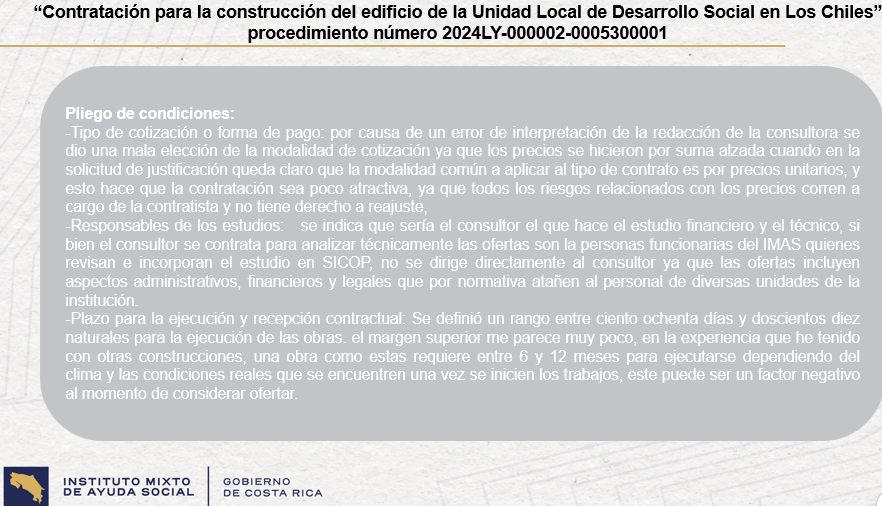 “Contratación para la construcción del edificio de la Unidad Local de Desarrollo Social en Los Chiles”
procedimiento número 2024LY-000002-0005300001
Pliego de condiciones:
-Tipo de cotización o forma de pago: por causa de un error de interpretación de la redacción de la consultora se
dio una mala elección de la modalidad de cotización ya que los precios se hicieron por suma alzada cuando en la
solicitud de justificación queda claro que la modalidad común a aplicar al tipo de contrato es por precios unitarios, y
esto hace que la contratación sea poco atractiva, ya que todos los riesgos relacionados con los precios corren a
cargo de la contratista y no tiene derecho a reajuste,
-Responsables de los estudios: se indica que sería el consultor el que hace el estudio financiero y el técnico, si
bien el consultor se contrata para analizar técnicamente las ofertas son la personas funcionarias del IMAS quienes
revisan e incorporan el estudio en SICOP, no se dirige directamente al consultor ya que las ofertas incluyen
aspectos administrativos, financieros y legales que por normativa atañen al personal de diversas unidades de la
institución.
-Plazo para la ejecución y recepción contractual: Se definió un rango entre ciento ochenta días y doscientos diez
naturales para la ejecución de las obras. el margen superior me parece muy poco, en la experiencia que he tenido
con otras construcciones, una obra como estas requiere entre 6 y 12 meses para ejecutarse dependiendo del
clima y las condiciones reales que se encuentren una vez se inicien los trabajos, este puede ser un factor negativo
al momento de considerar ofertar.
INSTITUTO MIXTO
DE AYUDA SOCIAL
GOBIERNO
DE COSTA RICA